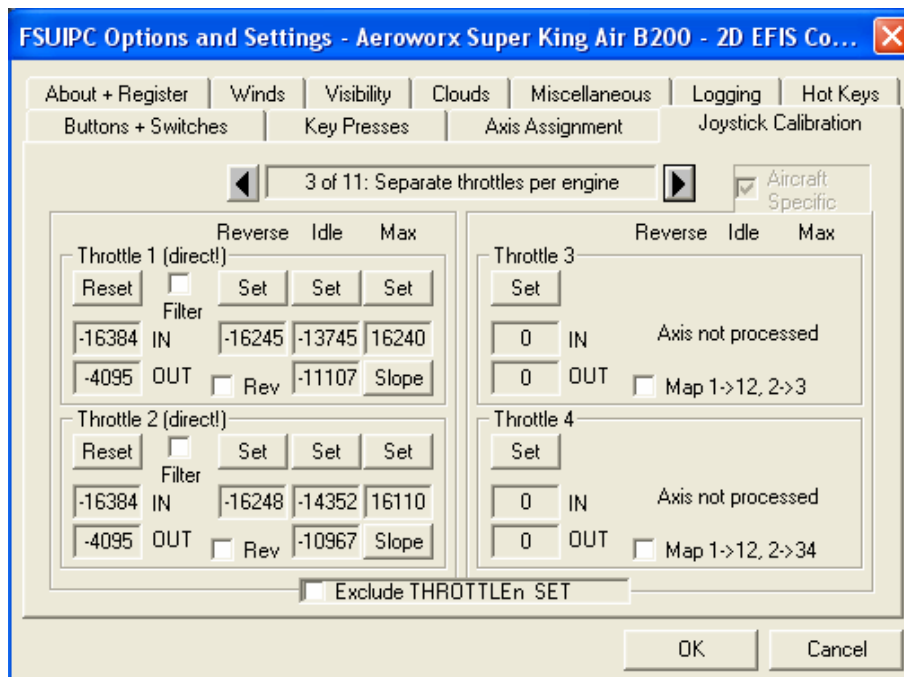 FSUIPC Options and Settings - Aeroworx Super King Air B200 - 2D EFIS Co...
About + Register Winds Visibility Clouds Miscellaneous Logging Hot Keys
Buttons + Switches Key Presses Axis Assignment Joystick Calibration
3 of 11: Separate throttles per engine
Aircraft
Specific
Reverse Idle Max
Throttle 1 (direct!)
Reset Filter Set Set Set
-16384 IN -16245 -13745 16240
-4095 OUT Rev -11107 Slope
Throttle 2 (direct!)
Reset Filter Set Set Set
-16384 IN -16248 -14352 16110
-4095 OUT Rev -10967 Slope
Reverse Idle Max
Throttle 3
Set
0 IN Axis not processed
0 OUT Map 1->12, 2->3
Throttle 4
Set
0 IN Axis not processed
0 OUT Map 1->12, 2->34
Exclude THROTTLEn SET
OK Cancel